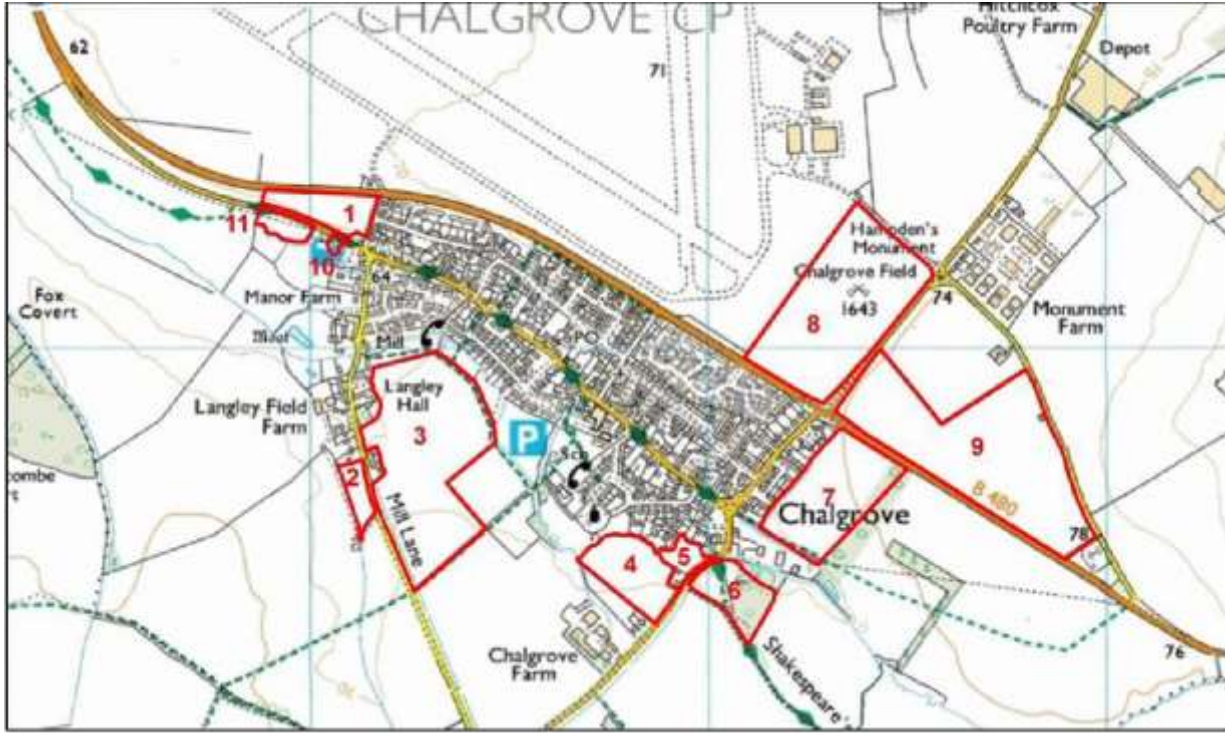 CHALGROVE CP
Hitchcox
Poultry Farm
Depot
62
71
Hampden's
Monument
Chalgrove Field
1643
74
Monument
Farm
1
11
10
64
Manor Farm
Fox
Covert
Moat
Mill
PO
8
Langley
Hall
Langley Field
Farm
3
P
Sch
9
2
Mill Lane
B 480
7
Chalgrove
78
4
5
6
Chalgrove
Farm
Shakespeare's
76